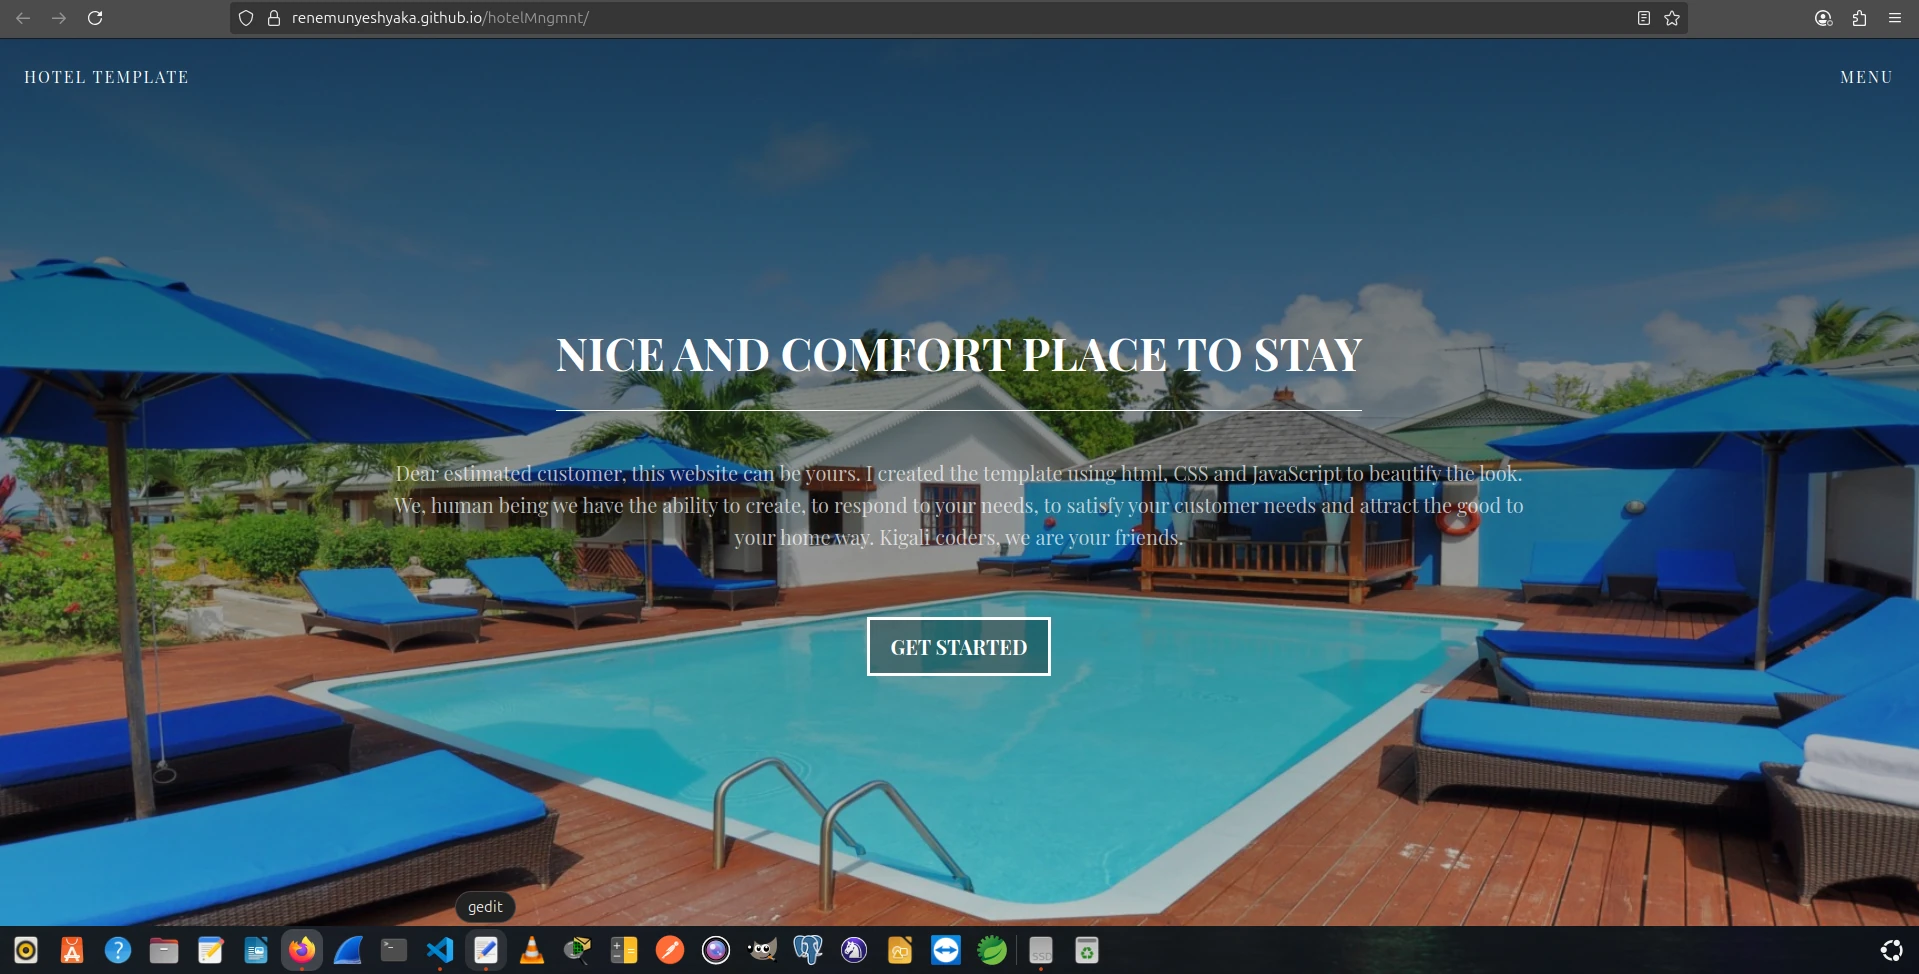 renemunyeshyaka.github.io/hotelMngmnt/
HOTEL TEMPLATE
MENU
NICE AND COMFORT PLACE TO STAY
Dear estimated customer, this website can be yours. I created the template using html, CSS and JavaScript to beautify the look.
We, human being we have the ability to create, to respond to your needs, to satisfy your customer needs and attract the good to
your home way. Kigali coders, we are your friends.
GET STARTED
gedit
SSD